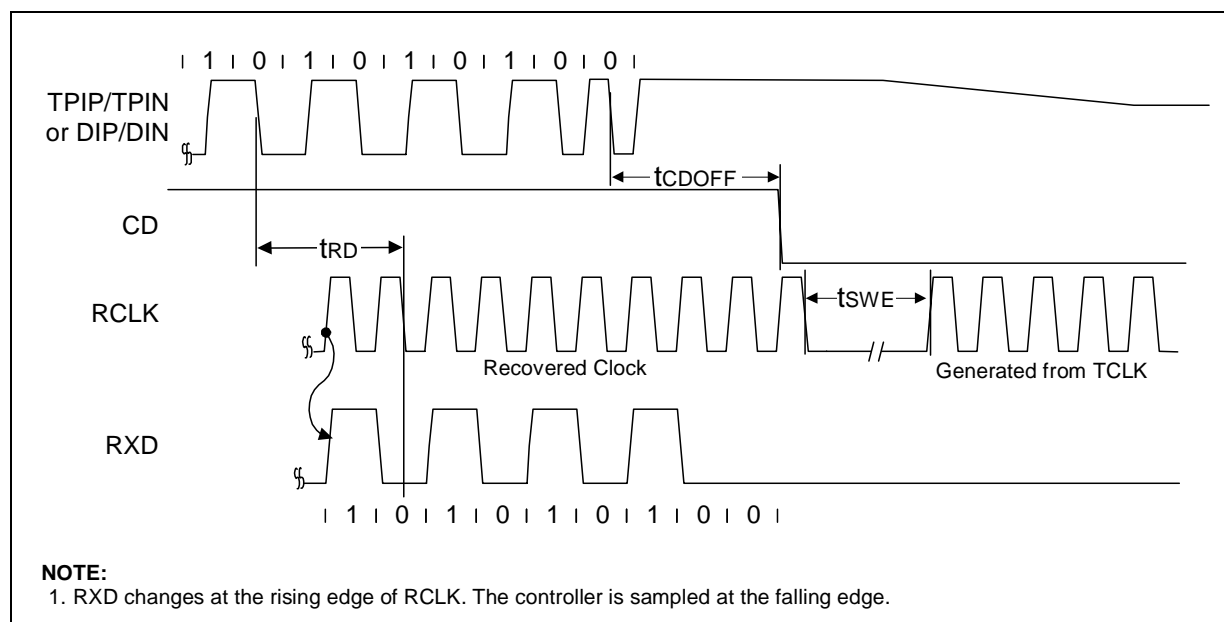 1 0 1 0 1 0 1 0 0
TPIP/TPIN
or DIP/DIN
tCDOFF
CD
tRD
RCLK
tSWE
Recovered Clock
Generated from TCLK
RXD
1 0 1 0 1 0 1 0 0
NOTE:
1. RXD changes at the rising edge of RCLK. The controller is sampled at the falling edge.